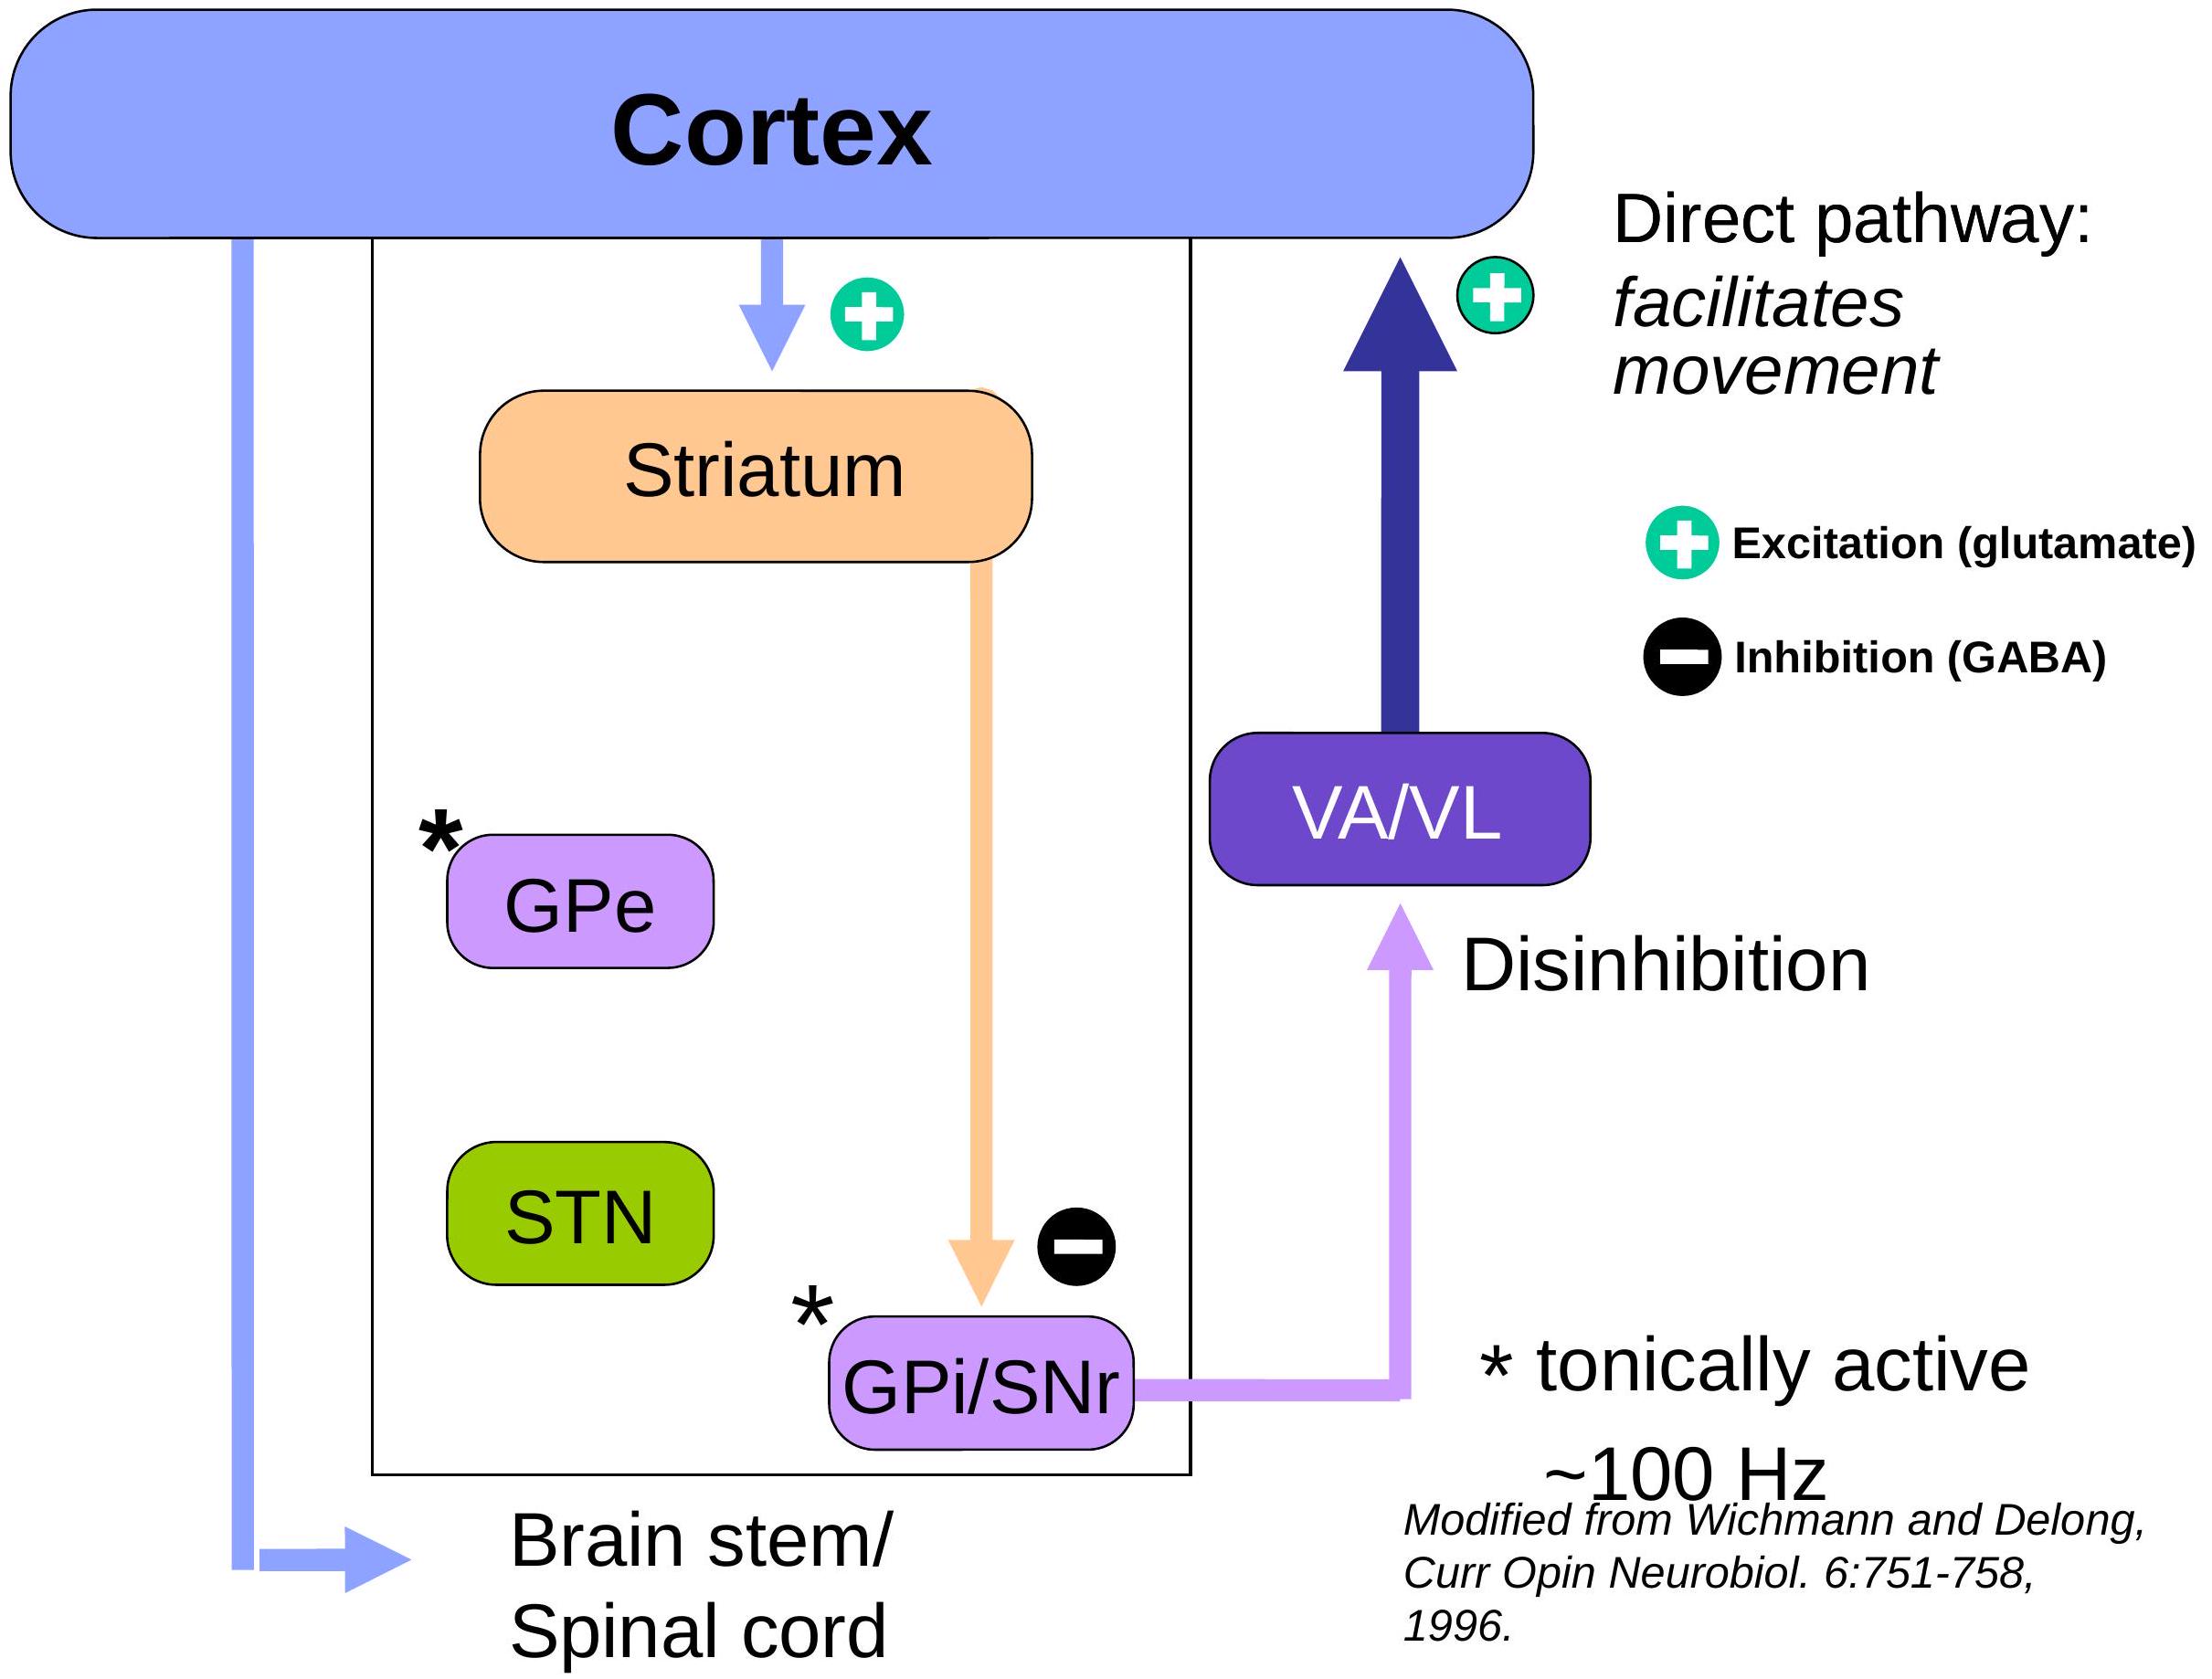 Cortex
Direct pathway:
facilitates
movement
Striatum
Excitation (glutamate)
Inhibition (GABA)
VA/VL
*
GPe
Disinhibition
STN
*
GPi/SNr
* tonically active
~100 Hz
Brain stem/
Spinal cord
Modified from Wichmann and Delong,
Curr Opin Neurobiol. 6:751-758,
1996.